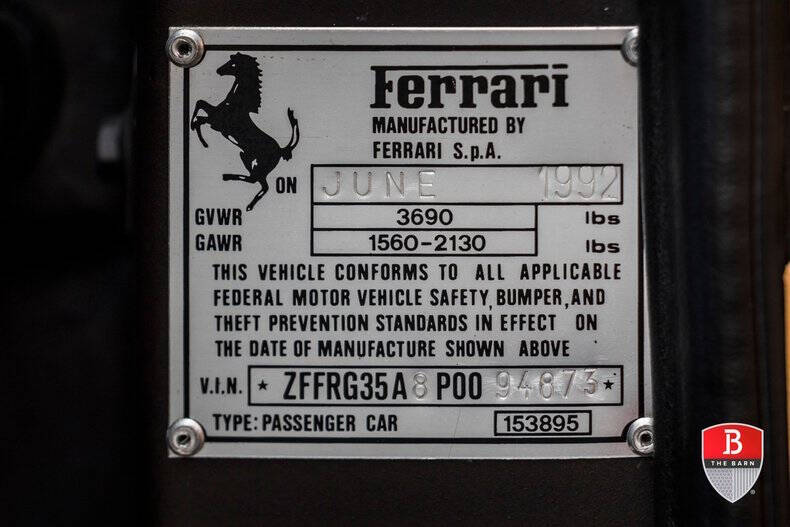 Ferrari
MANUFACTURED BY
FERRARI S.p.A.
ON JUNE 1992
GVWR 3690 lbs
GAWR 1560-2130 lbs
THIS VEHICLE CONFORMS TO ALL APPLICABLE
FEDERAL MOTOR VEHICLE SAFETY, BUMPER, AND
THEFT PREVENTION STANDARDS IN EFFECT ON
THE DATE OF MANUFACTURE SHOWN ABOVE
V.I.N. * ZFFRG35A8P0094873 *
TYPE: PASSENGER CAR 153895
B
THE BARN